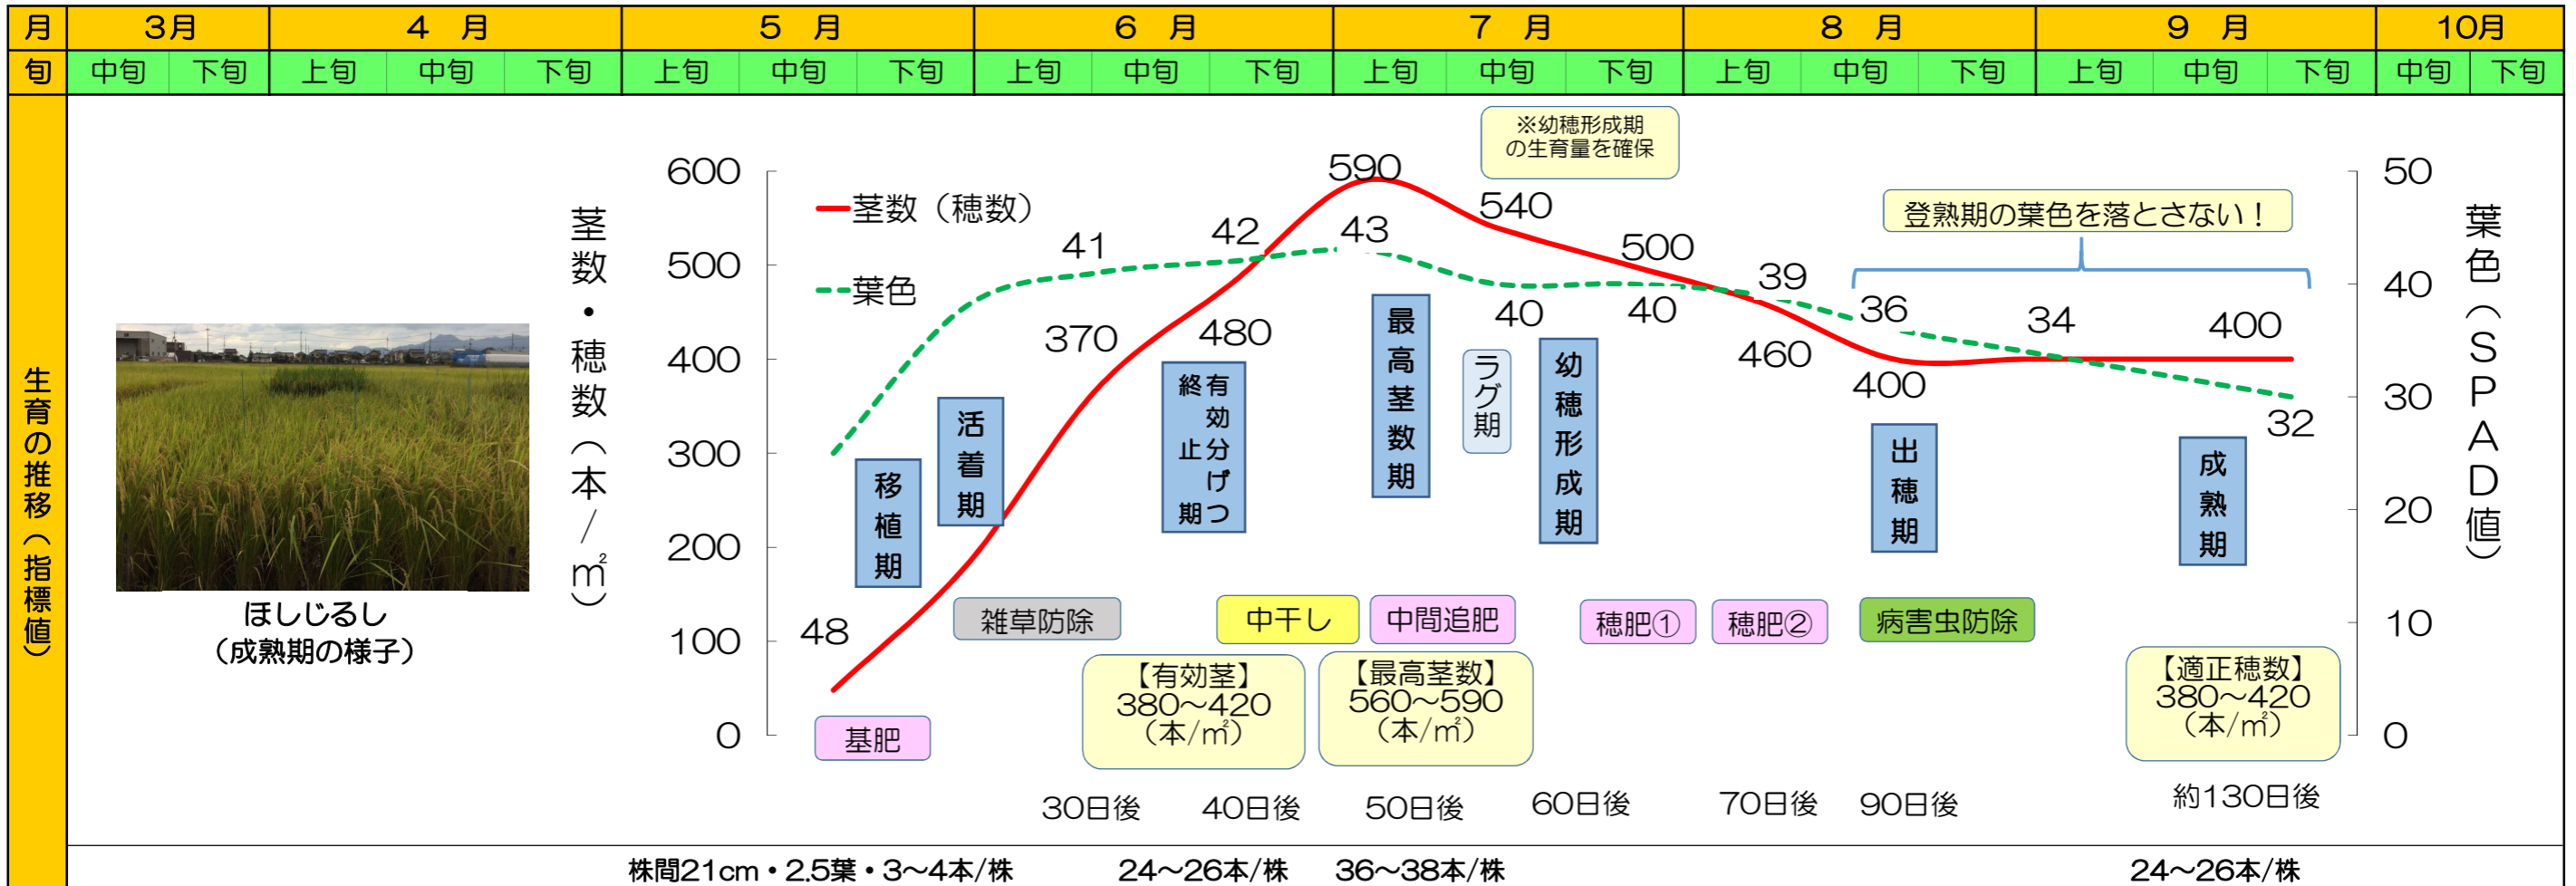 月 3月 4 月 5 月 6 月 7 月 8 月 9 月 10月
旬 中旬 下旬 上旬 中旬 下旬 上旬 中旬 下旬 上旬 中旬 下旬 上旬 中旬 下旬 上旬 中旬 下旬 上旬 中旬 下旬 中旬 下旬
生育の推移（指標値）
ほしじるし
（成熟期の様子）
茎数・穂数（本/㎡）
600
500
400
300
200
100
0
茎数（穂数）
葉色
48
370
480
590
540
500
460
400
400
41
42
43
40
40
39
36
34
32
※幼穂形成期
の生育量を確保
登熟期の葉色を落とさない！
移植期
活着期
有効分げつ
終止期
最高茎数期
ラグ期
幼穂形成期
出穂期
成熟期
基肥
雑草防除
中干し
中間追肥
穂肥①
穂肥②
病害虫防除
【有効茎】
380～420
（本/㎡）
【最高茎数】
560～590
（本/㎡）
【適正穂数】
380～420
（本/㎡）
50
40
30
20
10
0
葉色（SPAD値）
30日後 40日後 50日後 60日後 70日後 90日後 約130日後
株間21cm・2.5葉・3～4本/株 24～26本/株 36～38本/株 24～26本/株